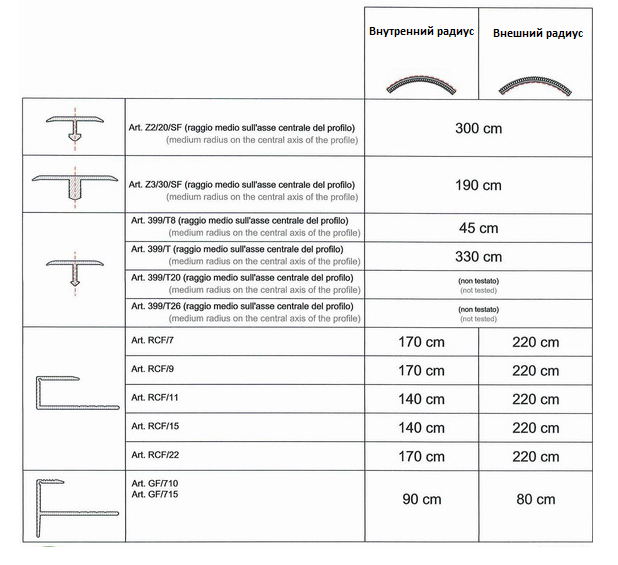 Внутренний радиус
Внешний радиус
Art. Z2/20/SF (raggio medio sull'asse centrale del profilo)
(medium radius on the central axis of the profile)
300 cm
Art. Z3/30/SF (raggio medio sull'asse centrale del profilo)
(medium radius on the central axis of the profile)
190 cm
Art. 399/T8 (raggio medio sull'asse centrale del profilo)
(medium radius on the central axis of the profile)
45 cm
Art. 399/T (raggio medio sull'asse centrale del profilo)
(medium radius on the central axis of the profile)
330 cm
Art. 399/T20 (raggio medio sull'asse centrale del profilo)
(medium radius on the central axis of the profile)
(non testato)
(not tested)
Art. 399/T26 (raggio medio sull'asse centrale del profilo)
(medium radius on the central axis of the profile)
(non testato)
(not tested)
Art. RCF/7
170 cm
220 cm
Art. RCF/9
170 cm
220 cm
Art. RCF/11
140 cm
220 cm
Art. RCF/15
140 cm
220 cm
Art. RCF/22
170 cm
220 cm
Art. GF/710
Art. GF/715
90 cm
80 cm